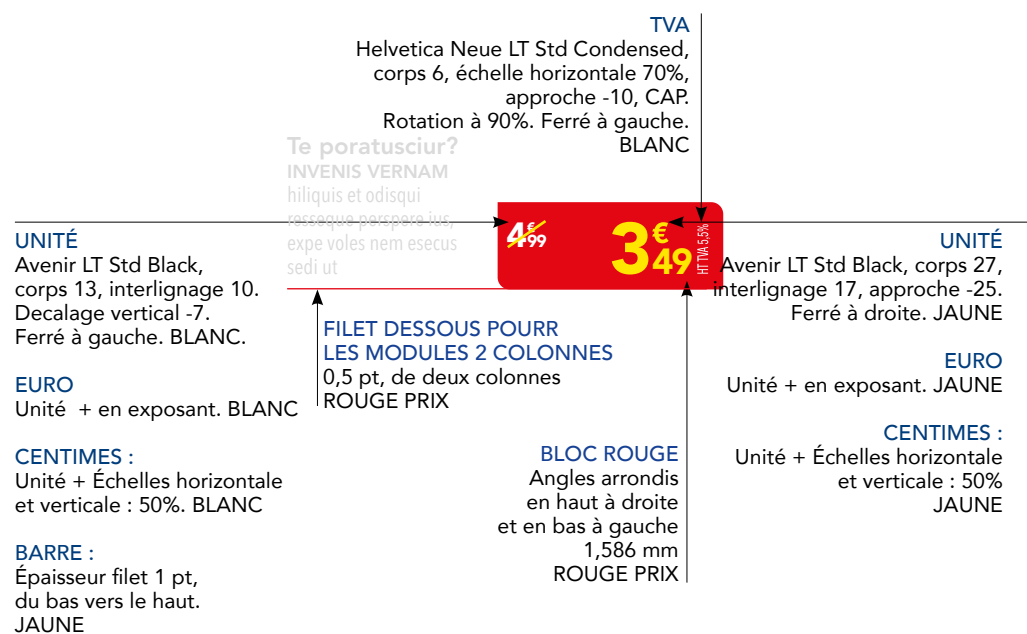 TVA
Helvetica Neue LT Std Condensed,
corps 6, échelle horizontale 70%,
approche -10, CAP.
Rotation à 90%. Ferré à gauche.
BLANC
Te poratusciur?
INVENIS VERNAM
hiliquis et odisqui
resseque perspere ius,
expe voles nem esecus
sedi ut
4€99
3€49
HT TVA 5,5%
UNITÉ
Avenir LT Std Black,
corps 13, interlignage 10.
Decalage vertical -7.
Ferré à gauche. BLANC.
EURO
Unité + en exposant. BLANC
CENTIMES :
Unité + Échelles horizontale
et verticale : 50%. BLANC
BARRE :
Épaisseur filet 1 pt,
du bas vers le haut.
JAUNE
FILET DESSOUS POURR
LES MODULES 2 COLONNES
0,5 pt, de deux colonnes
ROUGE PRIX
BLOC ROUGE
Angles arrondis
en haut à droite
et en bas à gauche
1,586 mm
ROUGE PRIX
UNITÉ
Avenir LT Std Black, corps 27,
interlignage 17, approche -25.
Ferré à droite. JAUNE
EURO
Unité + en exposant. JAUNE
CENTIMES :
Unité + Échelles horizontale
et verticale : 50%
JAUNE